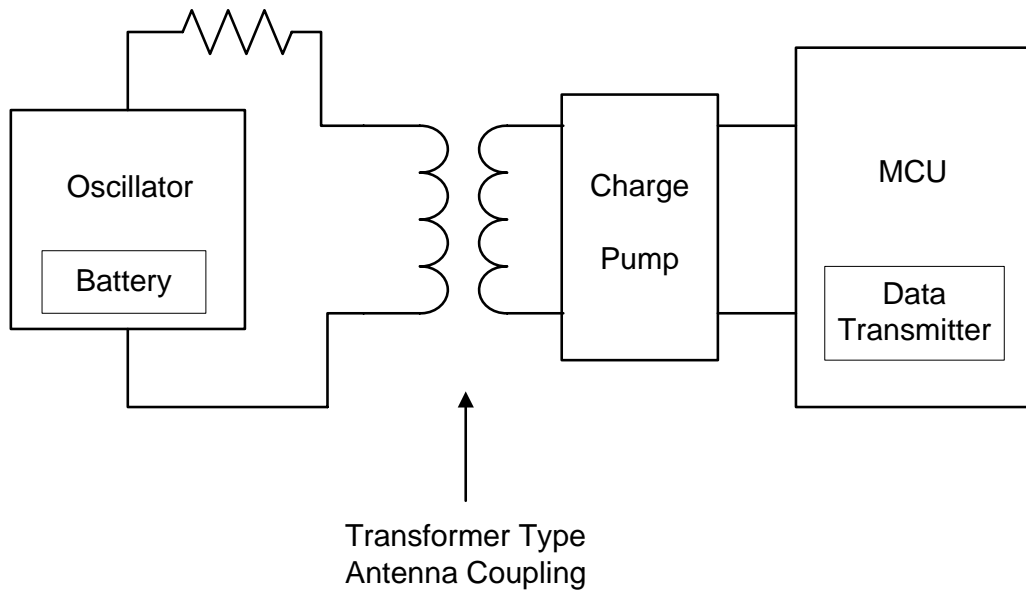 Oscillator
Battery
Charge
Pump
MCU
Data
Transmitter
Transformer Type
Antenna Coupling